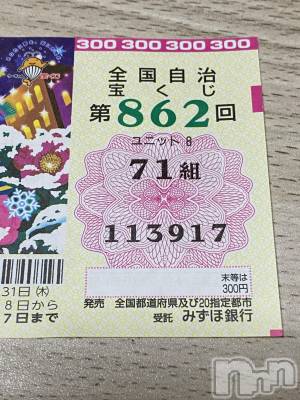 300 300 300 300
全国自治
宝くじ
第862回
ユニット 8
71組
113917
末等は
300円
31日(木)
8日から
7日まで
発売 全国都道府県及び20指定都市
受託 みずほ銀行